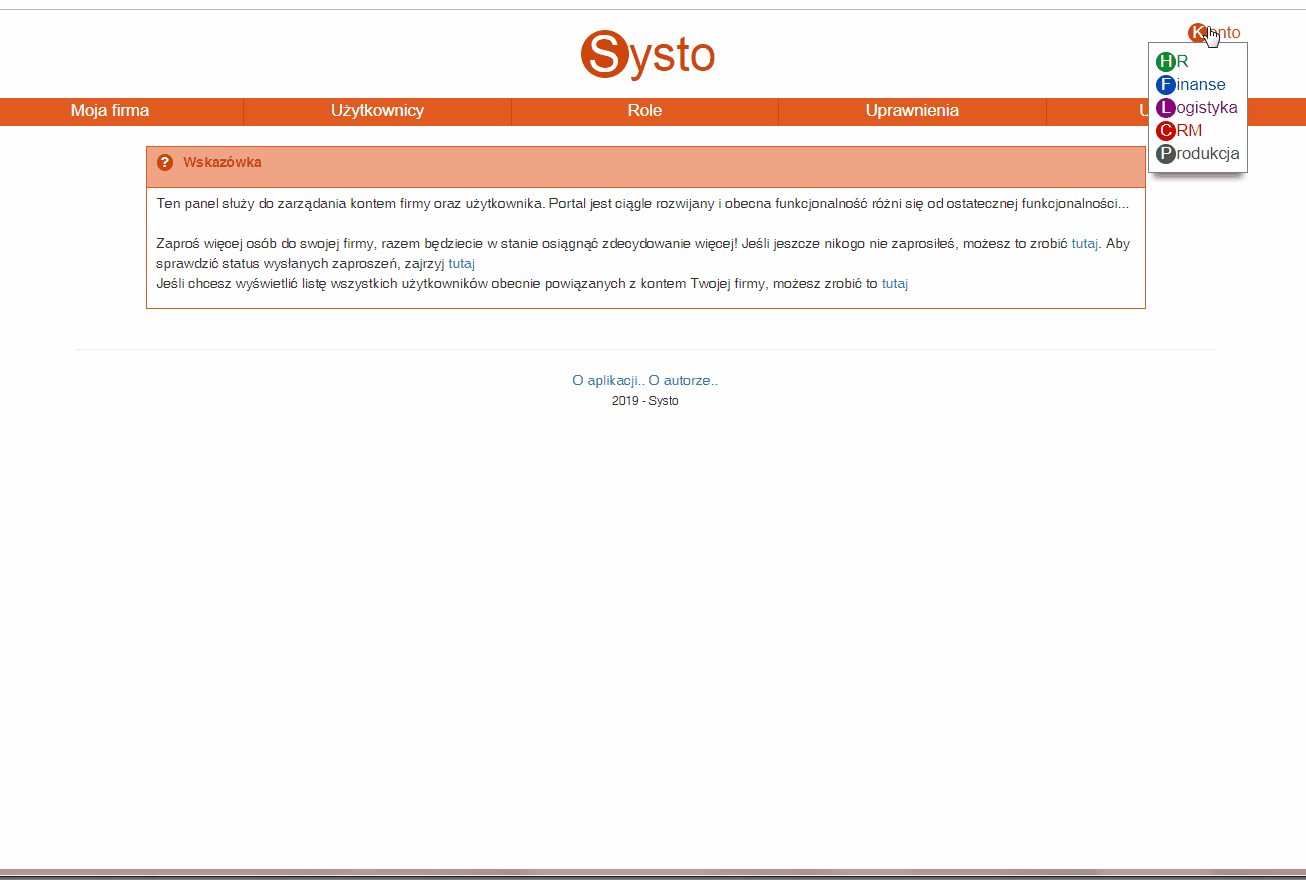 Systo
Konto
HR
Finanse
Logistyka
CRM
Produkcja
Moja firma
Użytkownicy
Role
Uprawnienia
U
? Wskazówka
Ten panel służy do zarządania kontem firmy oraz użytkownika. Portal jest ciągle rozwijany i obecna funkcjonalność różni się od ostatecznej funkcjonalności...
Zaproś więcej osób do swojej firmy, razem będziecie w stanie osiągnąć zdecydowanie więcej! Jeśli jeszcze nikogo nie zaprosiłeś, możesz to zrobić tutaj. Aby
sprawdzić status wysłanych zaproszeń, zajrzyj tutaj
Jeśli chcesz wyświetlić listę wszystkich użytkowników obecnie powiązanych z kontem Twojej firmy, możesz zrobić to tutaj
O aplikacji.. O autorze..
2019 - Systo